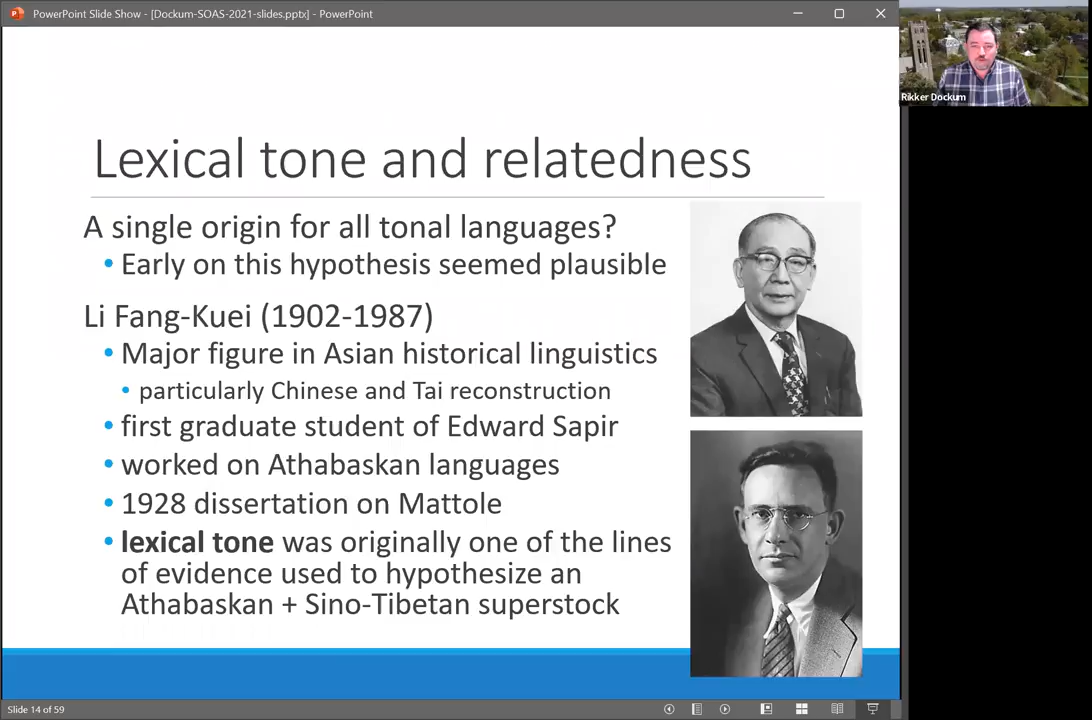 PowerPoint Slide Show - [Dockum-SOAS-2021-slides.pptx] - PowerPoint
Rikker Dockum
Lexical tone and relatedness
A single origin for all tonal languages?
• Early on this hypothesis seemed plausible
Li Fang-Kuei (1902-1987)
• Major figure in Asian historical linguistics
• particularly Chinese and Tai reconstruction
• first graduate student of Edward Sapir
• worked on Athabaskan languages
• 1928 dissertation on Mattole
• lexical tone was originally one of the lines
of evidence used to hypothesize an
Athabaskan + Sino-Tibetan superstock
Slide 14 of 59